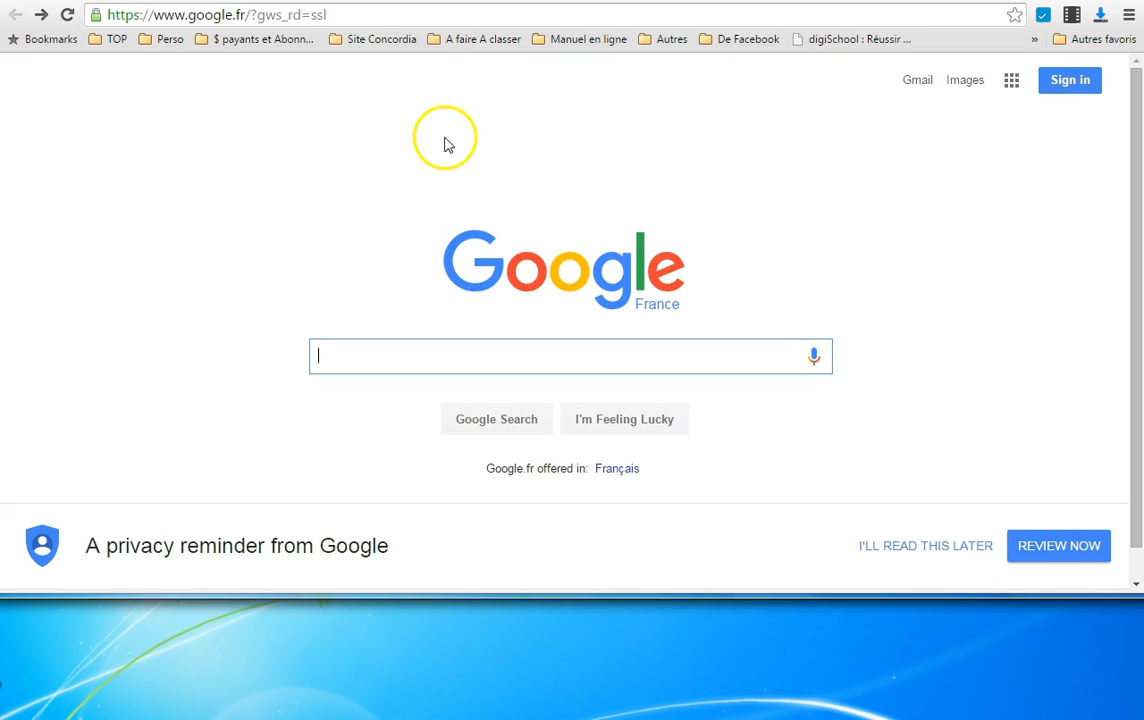 https://www.google.fr/?gws_rd=ssl
Bookmarks TOP Perso $ payants et Abonn... Site Concordia A faire A classer Manuel en ligne Autres De Facebook digiSchool : Réussir ... » Autres favoris
Gmail Images Sign in
Google
France
Google Search I'm Feeling Lucky
Google.fr offered in: Français
A privacy reminder from Google I'LL READ THIS LATER REVIEW NOW